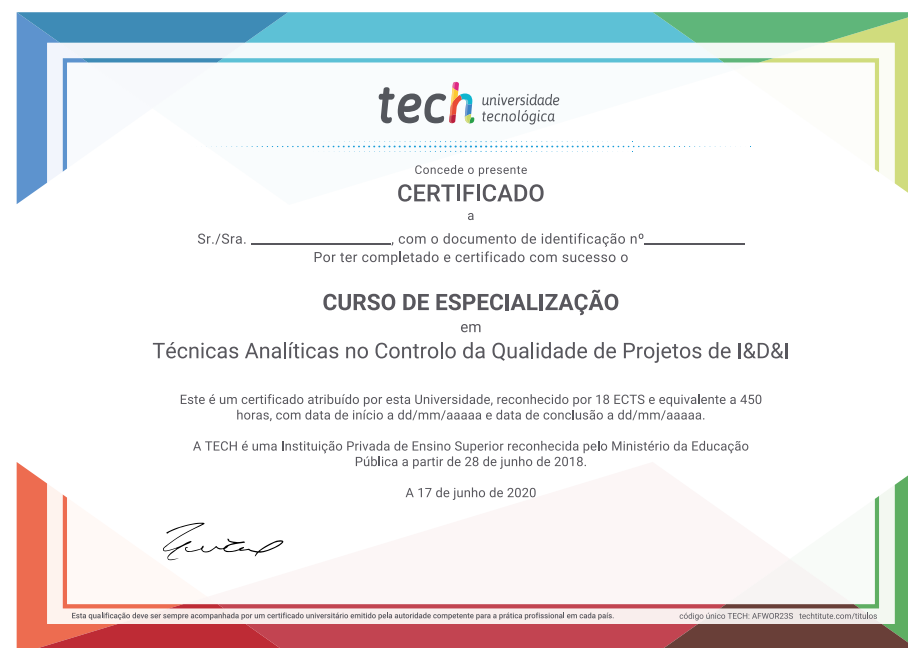 tech universidade
tecnológica
Concede o presente
CERTIFICADO
a
Sr./Sra. ________________, com o documento de identificação nº____________
Por ter completado e certificado com sucesso o
CURSO DE ESPECIALIZAÇÃO
em
Técnicas Analíticas no Controlo da Qualidade de Projetos de I&D&I
Este é um certificado atribuído por esta Universidade, reconhecido por 18 ECTS e equivalente a 450
horas, com data de início a dd/mm/aaaaa e data de conclusão a dd/mm/aaaaa.
A TECH é uma Instituição Privada de Ensino Superior reconhecida pelo Ministério da Educação
Pública a partir de 28 de junho de 2018.
A 17 de junho de 2020
Esta qualificação deve ser sempre acompanhada por um certificado universitário emitido pela autoridade competente para a prática profissional em cada país. código único TECH: AFWOR23S techtitute.com/titulos